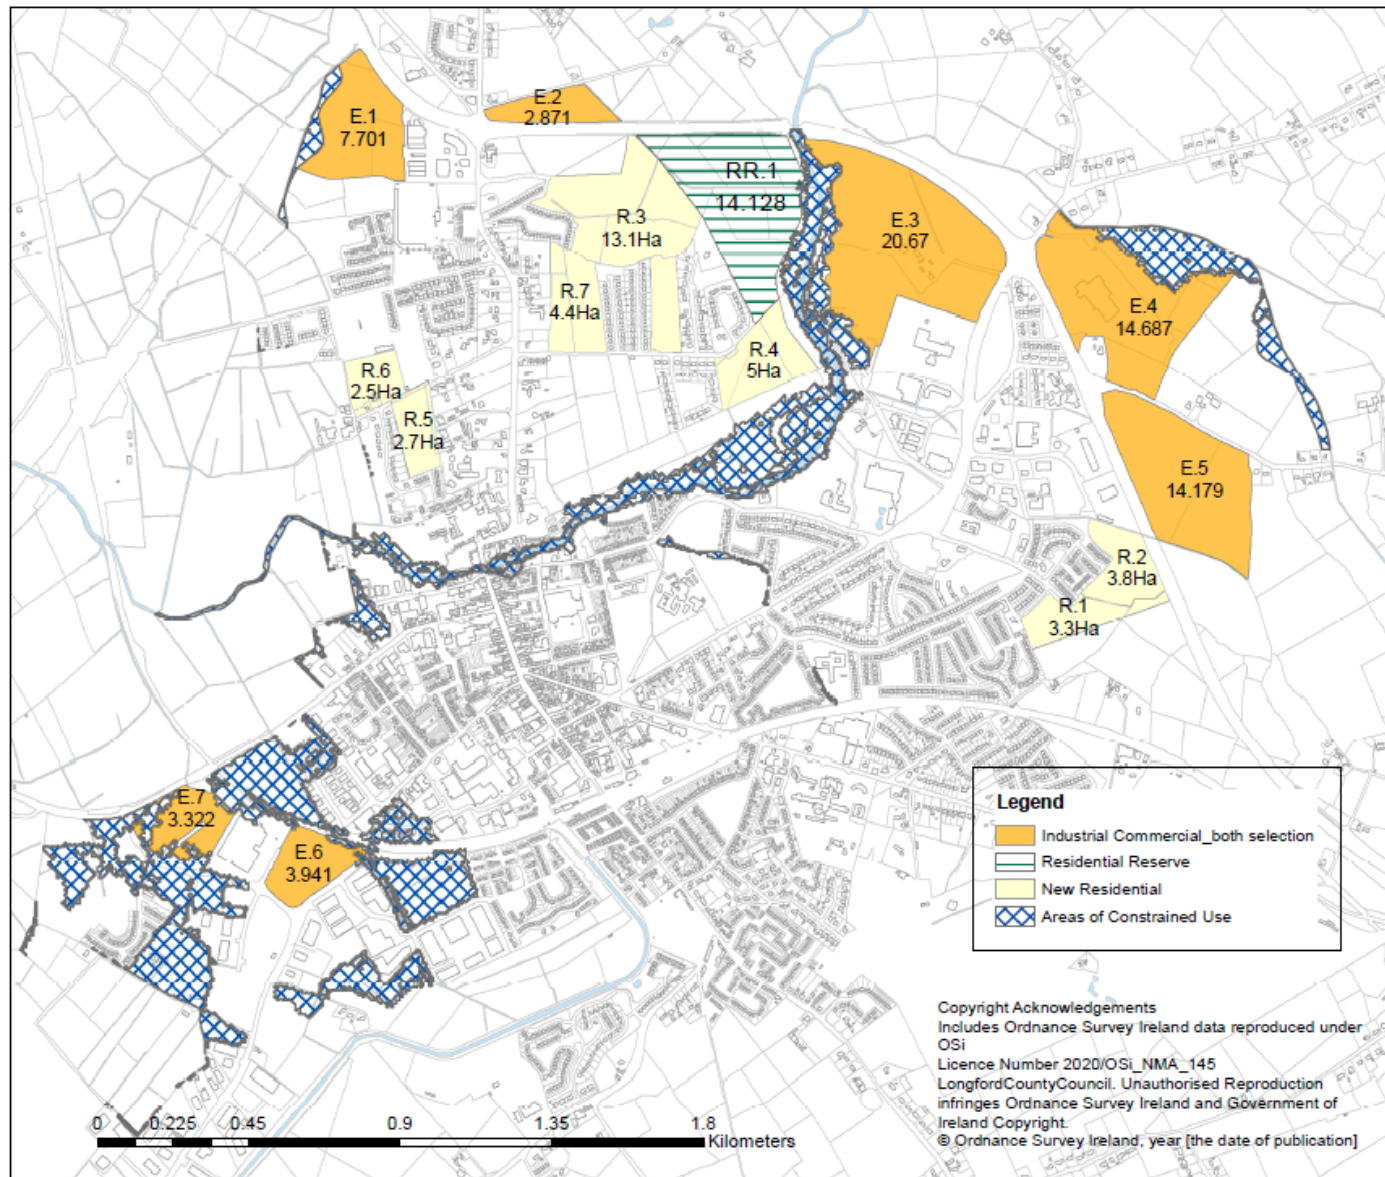 E.1
7.701
E.2
2.871
RR.1
14.128
R.3
13.1Ha
E.3
20.67
R.7
4.4Ha
E.4
14.687
R.4
5Ha
R.6
2.5Ha
R.5
2.7Ha
E.5
14.179
R.2
3.8Ha
R.1
3.3Ha
E.7
3.322
E.6
3.941
Legend
Industrial Commercial_both selection
Residential Reserve
New Residential
Areas of Constrained Use
Copyright Acknowledgements
Includes Ordnance Survey Ireland data reproduced under
OSi
Licence Number 2020/OSi_NMA_145
LongfordCountyCouncil. Unauthorised Reproduction
infringes Ordnance Survey Ireland and Government of
Ireland Copyright.
© Ordnance Survey Ireland, year [the date of publication]
0 0.225 0.45 0.9 1.35 1.8
Kilometers